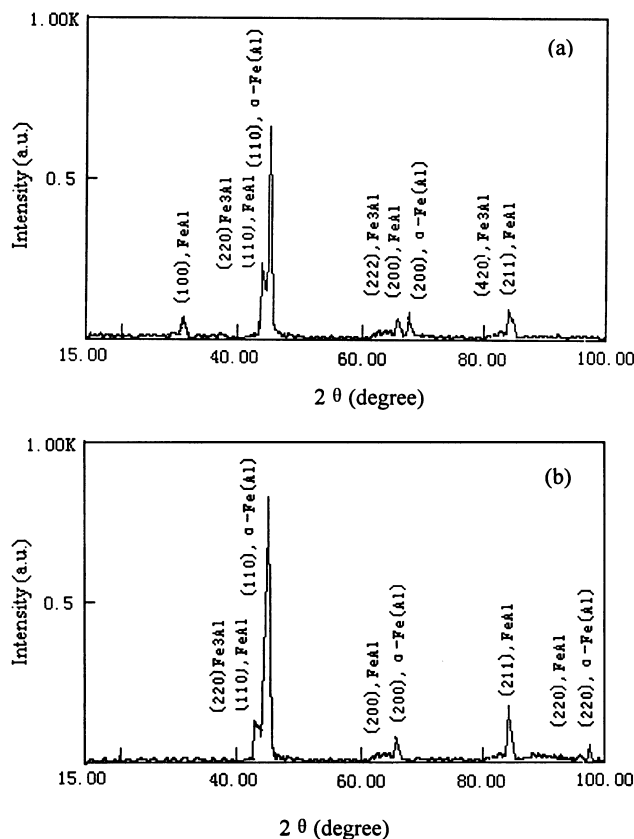 1.00K
(a)
0.5
Intensity (a.u.)
(100), FeAl
(220)Fe3Al
(110), FeAl
(110), α-Fe(Al)
(222), Fe3Al
(200), FeAl
(200), α-Fe(Al)
(420), Fe3Al
(211), FeAl
15.00
40.00
60.00
80.00
100.00
2 θ (degree)
1.00K
(b)
0.5
Intensity (a.u.)
(220)Fe3Al
(110), FeAl
(110), α-Fe(Al)
(200), FeAl
(200), α-Fe(Al)
(211), FeAl
(220), FeAl
(220), α-Fe(Al)
15.00
40.00
60.00
80.00
100.00
2 θ (degree)